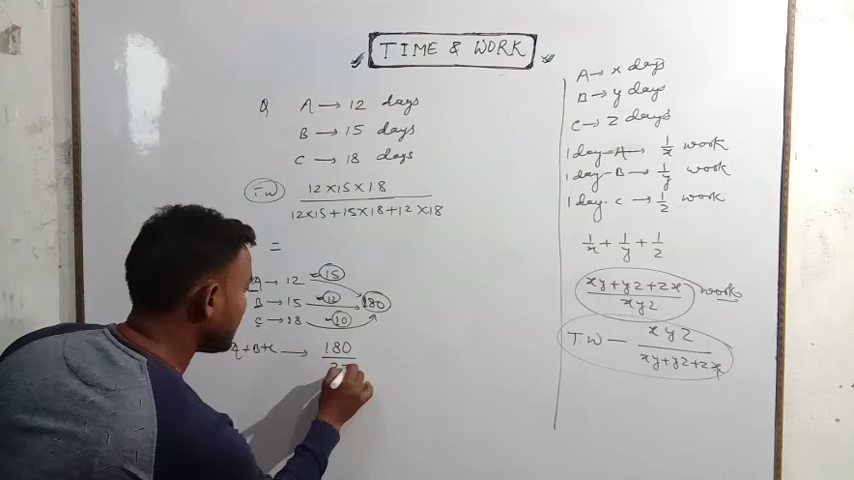 TIME & WORK
Q A → 12 days
B → 15 days
C → 18 days
TW 12×15×18
12×15+15×18+12×18
=
A → 12 15
B → 15 12 180
C → 18 10
A+B+C → 180
A → x days
B → y days
C → z days
1 day - A → 1/x work
1 day - B → 1/y work
1 day - C → 1/z work
1/x + 1/y + 1/z
xy+yz+zx
xyz
work
TW - xyz
xy+yz+zx